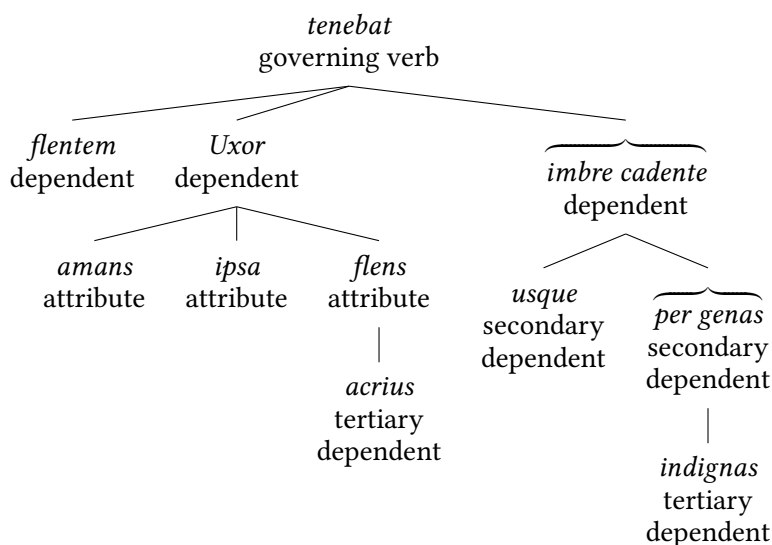 tenebat
governing verb
flentem
dependent
Uxor
dependent
imbre cadente
dependent
amans
attribute
ipsa
attribute
flens
attribute
usque
secondary
dependent
per genas
secondary
dependent
acrius
tertiary
dependent
indignas
tertiary
dependent